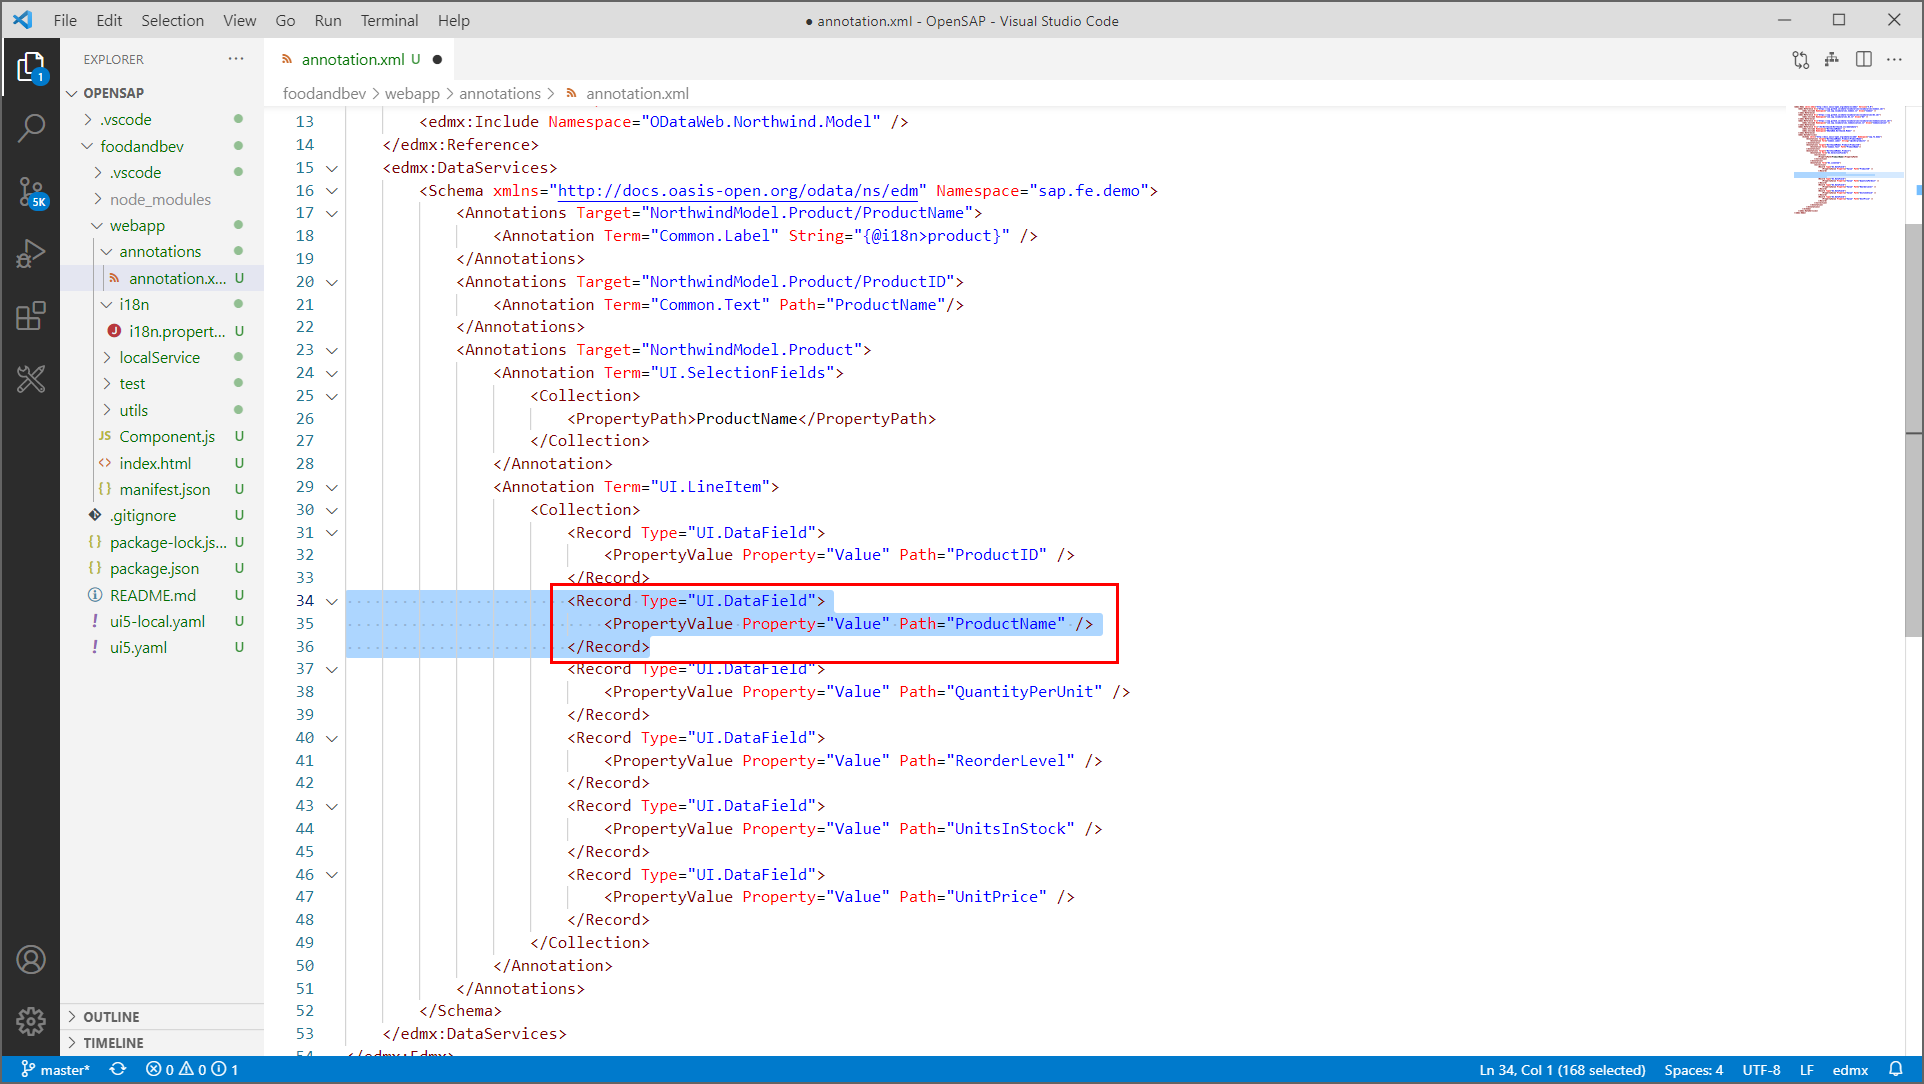 File Edit Selection View Go Run Terminal Help
● annotation.xml - OpenSAP - Visual Studio Code
EXPLORER
OPENSAP
.vscode
foodandbev
.vscode
node_modules
webapp
annotations
annotation.x... U
i18n
i18n.propert... U
localService
test
utils
JS Component.js U
<> index.html U
{} manifest.json U
.gitignore U
{} package-lock.js... U
{} package.json U
README.md U
! ui5-local.yaml U
! ui5.yaml U
OUTLINE
TIMELINE
1
5K
annotation.xml U ●
foodandbev > webapp > annotations > annotation.xml
13 <edmx:Include Namespace="ODataWeb.Northwind.Model" />
14 </edmx:Reference>
15 <edmx:DataServices>
16 <Schema xmlns="http://docs.oasis-open.org/odata/ns/edm" Namespace="sap.fe.demo">
17 <Annotations Target="NorthwindModel.Product/ProductName">
18 <Annotation Term="Common.Label" String="{@i18n>product}" />
19 </Annotations>
20 <Annotations Target="NorthwindModel.Product/ProductID">
21 <Annotation Term="Common.Text" Path="ProductName"/>
22 </Annotations>
23 <Annotations Target="NorthwindModel.Product">
24 <Annotation Term="UI.SelectionFields">
25 <Collection>
26 <PropertyPath>ProductName</PropertyPath>
27 </Collection>
28 </Annotation>
29 <Annotation Term="UI.LineItem">
30 <Collection>
31 <Record Type="UI.DataField">
32 <PropertyValue Property="Value" Path="ProductID" />
33 </Record>
34 <Record Type="UI.DataField">
35 <PropertyValue Property="Value" Path="ProductName" />
36 </Record>
37 <Record Type="UI.DataField">
38 <PropertyValue Property="Value" Path="QuantityPerUnit" />
39 </Record>
40 <Record Type="UI.DataField">
41 <PropertyValue Property="Value" Path="ReorderLevel" />
42 </Record>
43 <Record Type="UI.DataField">
44 <PropertyValue Property="Value" Path="UnitsInStock" />
45 </Record>
46 <Record Type="UI.DataField">
47 <PropertyValue Property="Value" Path="UnitPrice" />
48 </Record>
49 </Collection>
50 </Annotation>
51 </Annotations>
52 </Schema>
53 </edmx:DataServices>
54 </edmx:Edmx>
master* 0 0 1
Ln 34, Col 1 (168 selected) Spaces: 4 UTF-8 LF edmx